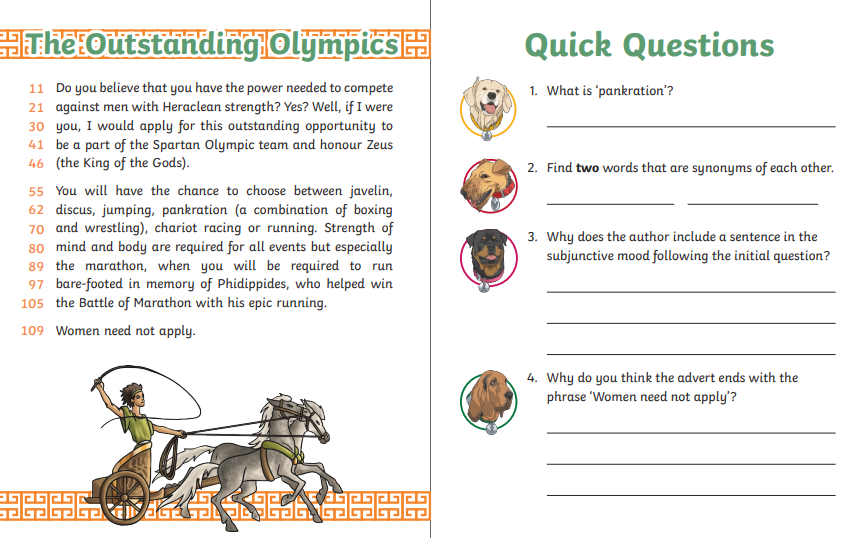 The Outstanding Olympics
11 Do you believe that you have the power needed to compete
21 against men with Heraclean strength? Yes? Well, if I were
30 you, I would apply for this outstanding opportunity to
41 be a part of the Spartan Olympic team and honour Zeus
46 (the King of the Gods).
55 You will have the chance to choose between javelin,
62 discus, jumping, pankration (a combination of boxing
70 and wrestling), chariot racing or running. Strength of
80 mind and body are required for all events but especially
89 the marathon, when you will be required to run
97 bare-footed in memory of Phidippides, who helped win
105 the Battle of Marathon with his epic running.
109 Women need not apply.
Quick Questions
1. What is ‘pankration’?
2. Find two words that are synonyms of each other.
3. Why does the author include a sentence in the
subjunctive mood following the initial question?
4. Why do you think the advert ends with the
phrase ‘Women need not apply’?